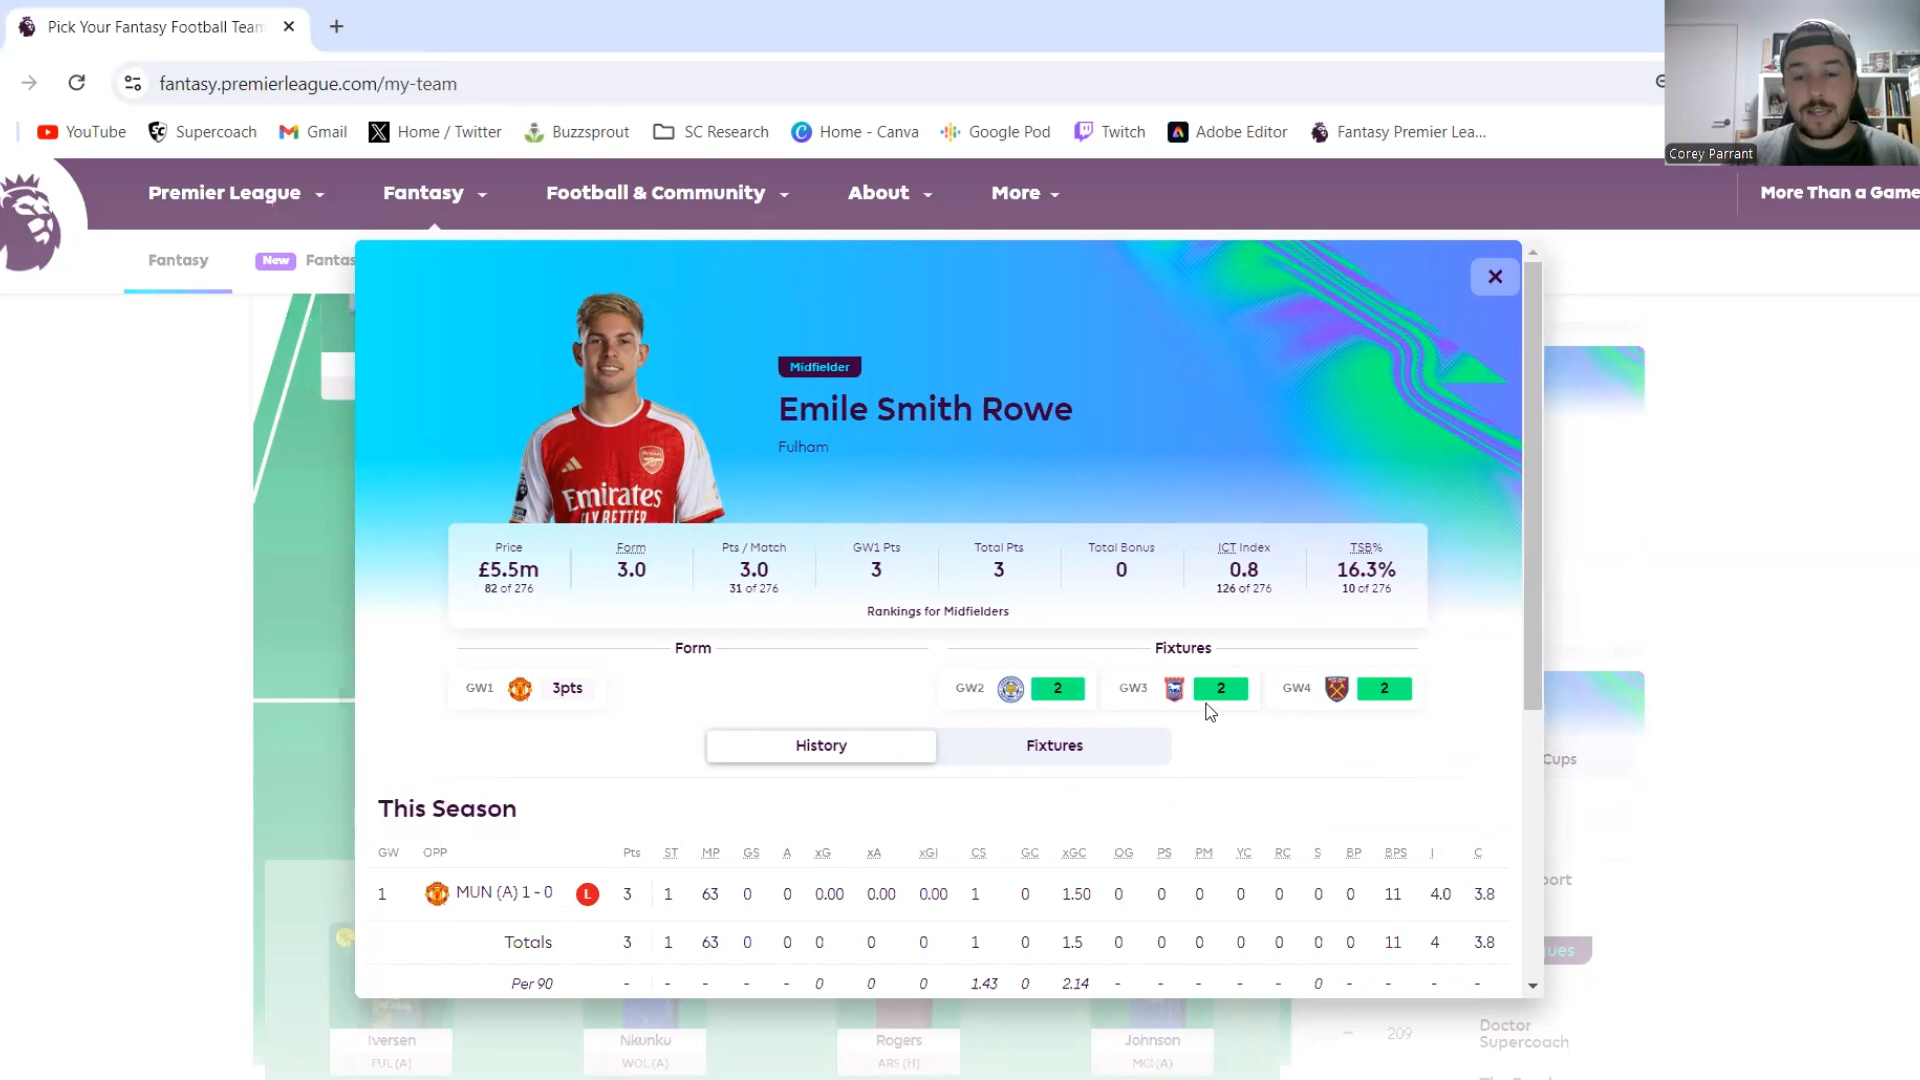 Pick Your Fantasy Football Team
fantasy.premierleague.com/my-team
YouTube Supercoach Gmail Home / Twitter Buzzsprout SC Research Home - Canva Google Pod Twitch Adobe Editor Fantasy Premier Lea...
Corey Parrant
Premier League Fantasy Football & Community About More More Than a Game
Fantasy New Fantas
Midfielder
Emile Smith Rowe
Fulham
Emirates
FLY BETTER
Price Form Pts / Match GW1 Pts Total Pts Total Bonus ICT Index TSB%
£5.5m 3.0 3.0 3 3 0 0.8 16.3%
82 of 276 31 of 276 126 of 276 10 of 276
Rankings for Midfielders
Form Fixtures
GW1 3pts GW2 2 GW3 2 GW4 2
History Fixtures
Cups
This Season
GW OPP Pts ST MP GS A xG xA xGI CS GC xGC OG PS PM YC RC S BP BPS I C
ort
1 MUN (A) 1 - 0 L 3 1 63 0 0 0.00 0.00 0.00 1 0 1.50 0 0 0 0 0 0 0 11 4.0 3.8
Totals 3 1 63 0 0 0 0 0 1 0 1.5 0 0 0 0 0 0 0 11 4 3.8
ues
Per 90 - - - - - 0 0 0 1.43 0 2.14 - - - - - 0 - - - -
Iversen Nkunku Rogers Johnson
FUL (A) WOL (A) ARS (H) MCI (A)
- 209 Doctor
Supercoach